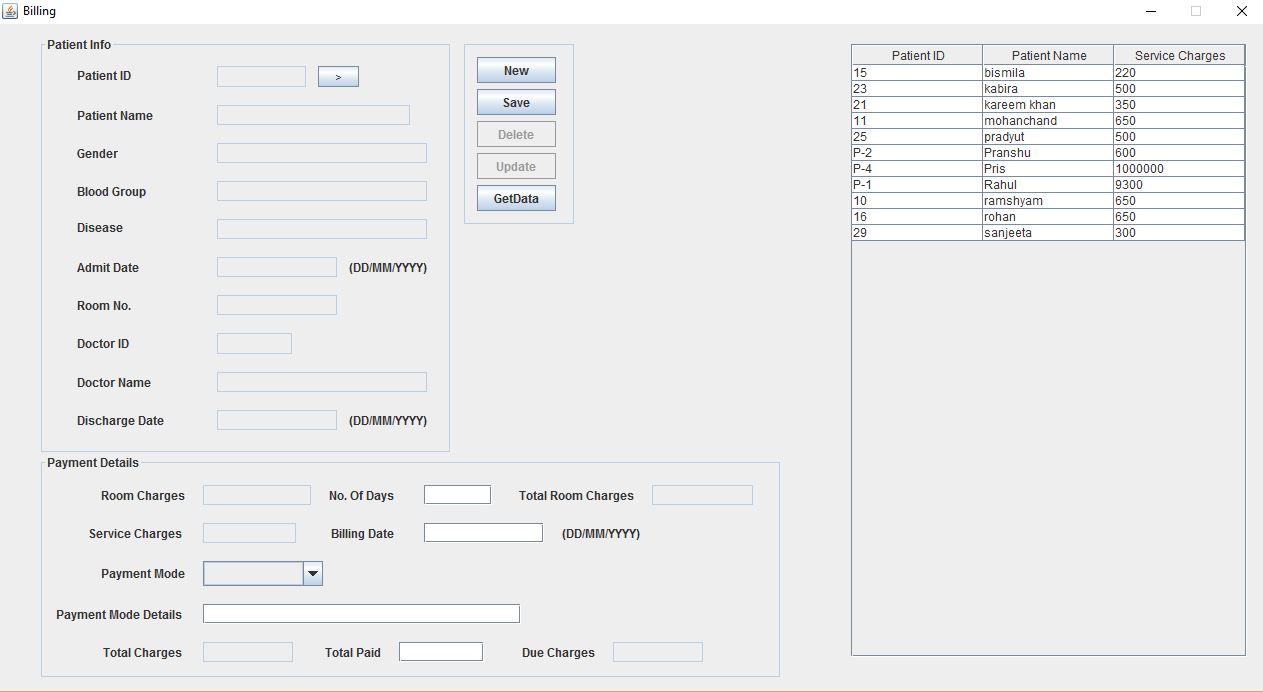 Billing
Patient Info
Patient ID >
Patient Name
Gender
Blood Group
Disease
Admit Date (DD/MM/YYYY)
Room No.
Doctor ID
Doctor Name
Discharge Date (DD/MM/YYYY)
New
Save
Delete
Update
GetData
Patient ID Patient Name Service Charges
15 bismila 220
23 kabira 500
21 kareem khan 350
11 mohanchand 650
25 pradyut 500
P-2 Pranshu 600
P-4 Pris 1000000
P-1 Rahul 9300
10 ramshyam 650
16 rohan 650
29 sanjeeta 300
Payment Details
Room Charges No. Of Days Total Room Charges
Service Charges Billing Date (DD/MM/YYYY)
Payment Mode
Payment Mode Details
Total Charges Total Paid Due Charges